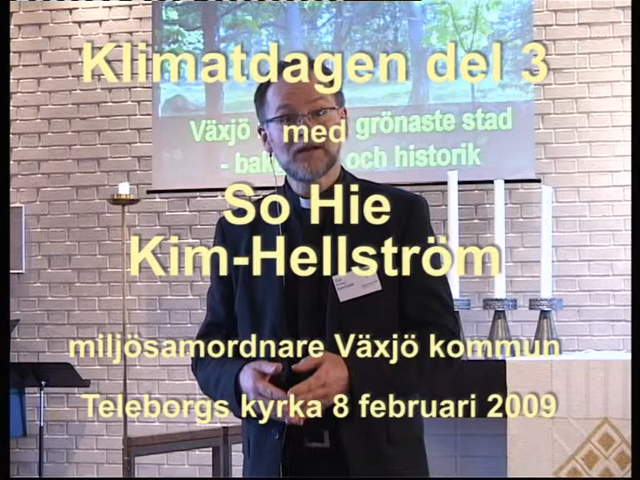 Klimatdagen del 3
Växjö grönaste stad
med
- och historik
So Hie
Kim-Hellström
miljösamordnare Växjö kommun
Teleborgs kyrka 8 februari 2009